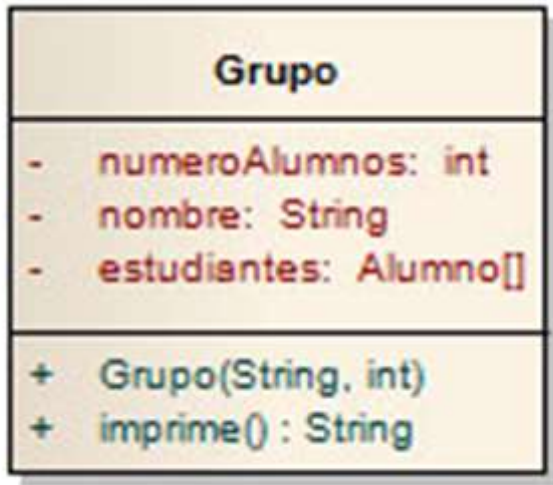 Grupo
- numeroAlumnos: int
- nombre: String
- estudiantes: Alumno[]
+ Grupo(String, int)
+ imprime() : String